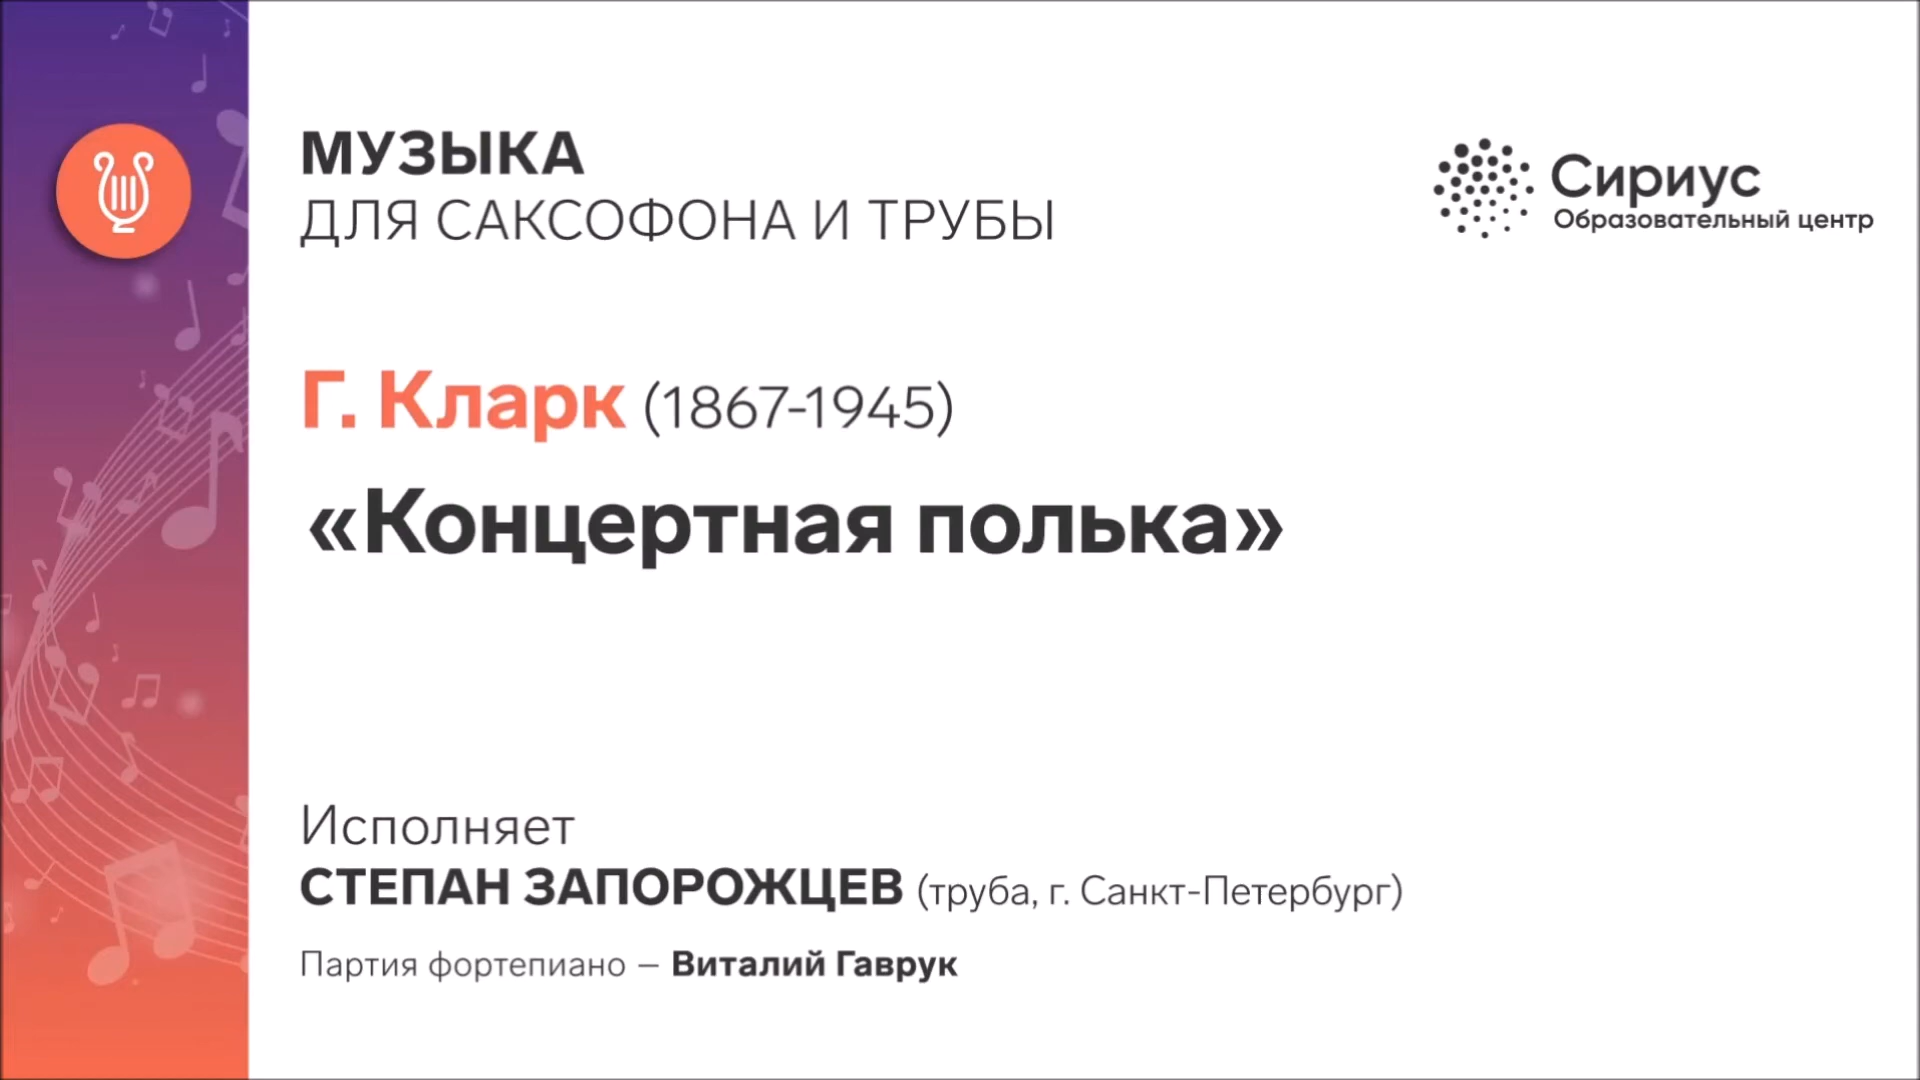 МУЗЫКА
ДЛЯ САКСОФОНА И ТРУБЫ
Сириус
Образовательный центр
Г. Кларк (1867-1945)
«Концертная полька»
Исполняет
СТЕПАН ЗАПОРОЖЦЕВ (труба, г. Санкт-Петербург)
Партия фортепиано – Виталий Гаврук